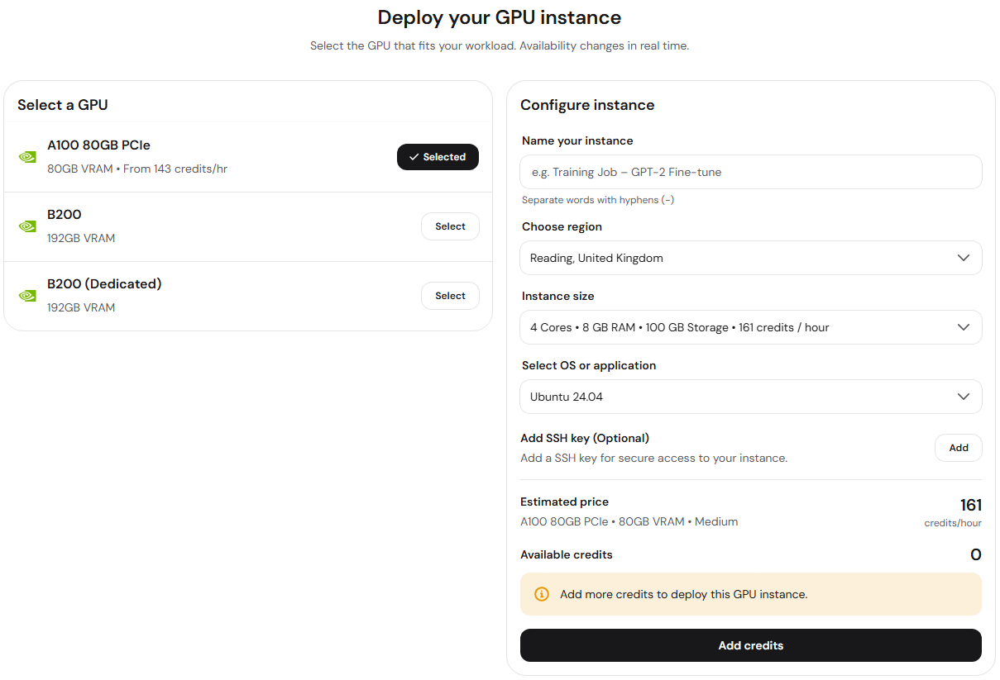 Deploy your GPU instance
Select the GPU that fits your workload. Availability changes in real time.
Select a GPU
A100 80GB PCIe
80GB VRAM • From 143 credits/hr
Selected
B200
192GB VRAM
Select
B200 (Dedicated)
192GB VRAM
Select
Configure instance
Name your instance
e.g. Training Job – GPT-2 Fine-tune
Separate words with hyphens (-)
Choose region
Reading, United Kingdom
Instance size
4 Cores • 8 GB RAM • 100 GB Storage • 161 credits / hour
Select OS or application
Ubuntu 24.04
Add SSH key (Optional)
Add a SSH key for secure access to your instance.
Add
Estimated price
161
A100 80GB PCIe • 80GB VRAM • Medium
credits/hour
Available credits
0
Add more credits to deploy this GPU instance.
Add credits